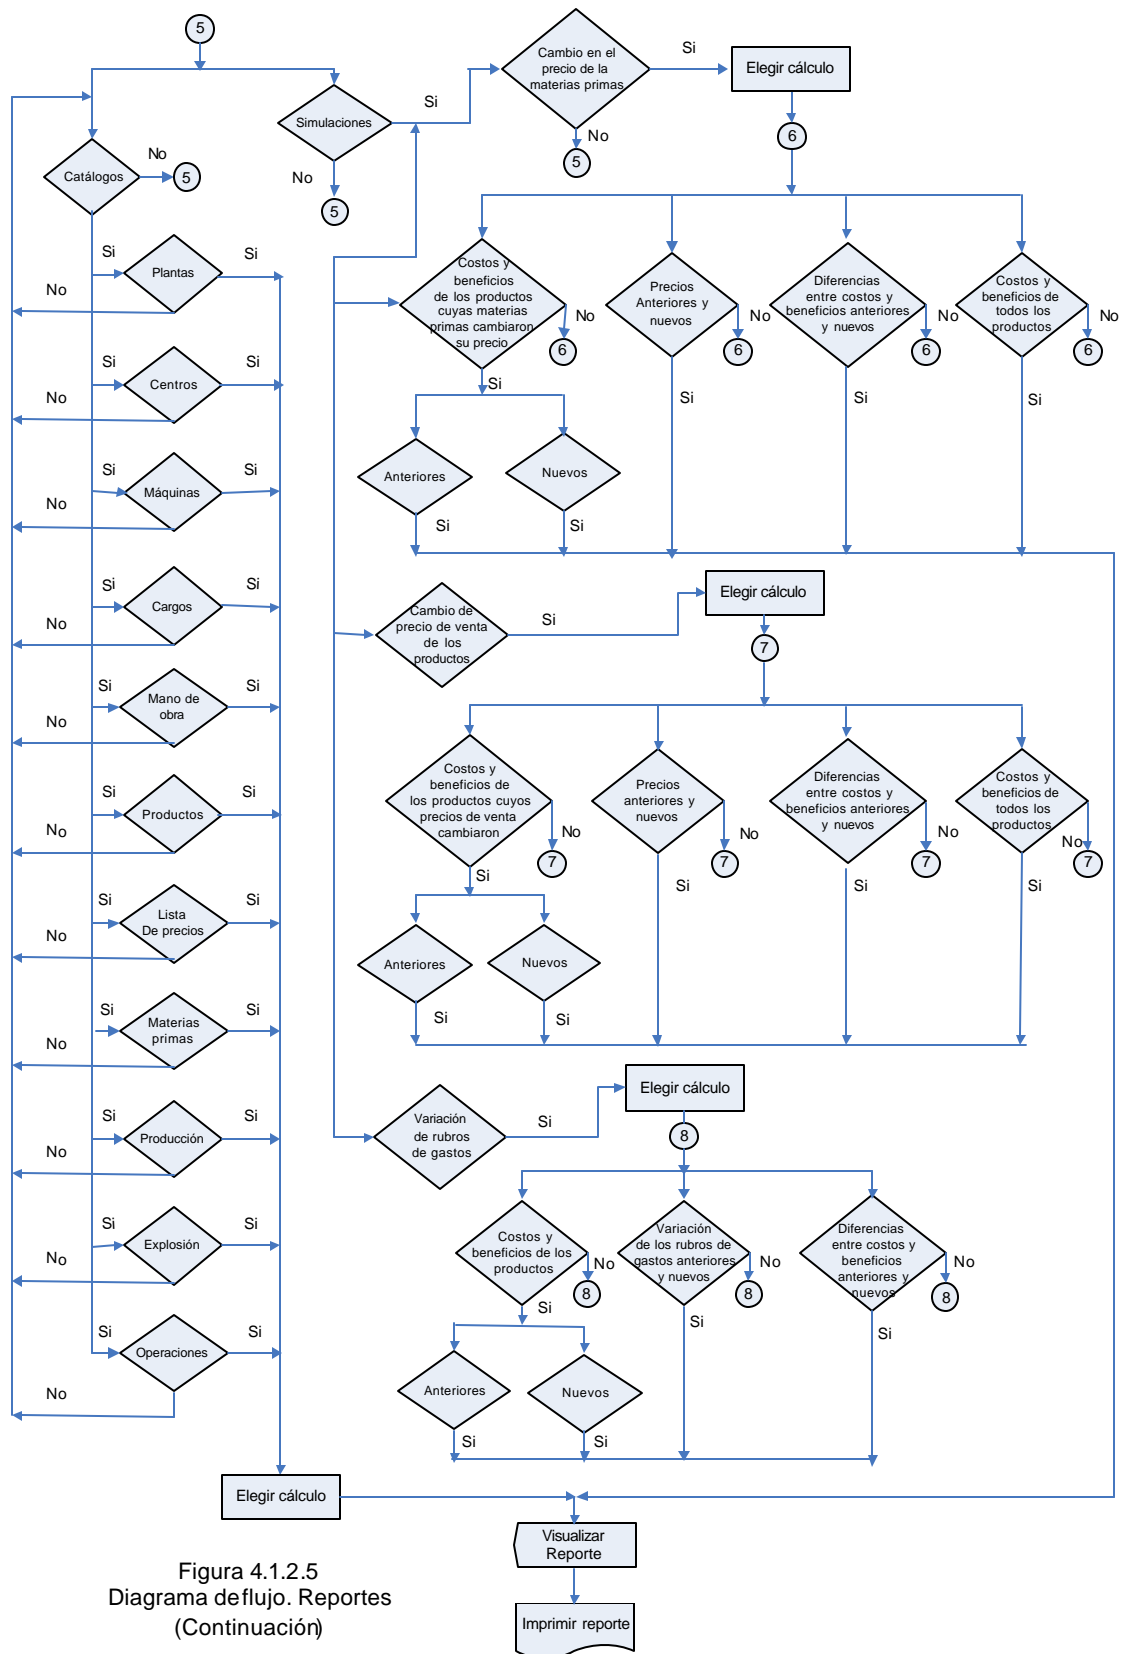 5
Simulaciones
Si
No
5
Cambio en el
precio de la
materias primas
Si
No
5
Elegir cálculo
6
Catálogos
No
5
Si
Plantas
Si
Si
No
Centros
Si
Si
No
Máquinas
Si
Si
No
Cargos
Si
Si
No
Mano de
obra
Si
Si
No
Productos
Si
Si
No
Lista
De precios
Si
Si
No
Materias
primas
Si
Si
No
Producción
Si
Si
No
Explosión
Si
Si
No
Operaciones
Si
No
Elegir cálculo
Costos y
beneficios
de los productos
cuyas materias
primas cambiaron
su precio
No
6
Si
Precios
Anteriores y
nuevos
No
6
Si
Diferencias
entre costos y
beneficios anteriores
y nuevos
No
6
Si
Costos y
beneficios de
todos los
productos
No
6
Si
Anteriores
Si
Nuevos
Si
Cambio de
precio de venta
de los
productos
Si
Elegir cálculo
7
Costos y
beneficios de
los productos cuyos
precios de venta
cambiaron
No
7
Si
Precios
anteriores y
nuevos
No
7
Si
Diferencias
entre costos y
beneficios anteriores
y nuevos
No
7
Si
Costos y
beneficios de
todos los
productos
No
7
Si
Anteriores
Si
Nuevos
Si
Variación
de rubros
de gastos
Si
Elegir cálculo
8
Costos y
beneficios de los
productos
No
8
Si
Variación
de los rubros de
gastos anteriores
y nuevos
No
8
Si
Diferencias
entre costos y
beneficios
anteriores y
nuevos
No
8
Si
Anteriores
Si
Nuevos
Si
Visualizar
Reporte
Imprimir reporte
Figura 4.1.2.5
Diagrama deflujo. Reportes
(Continuación)